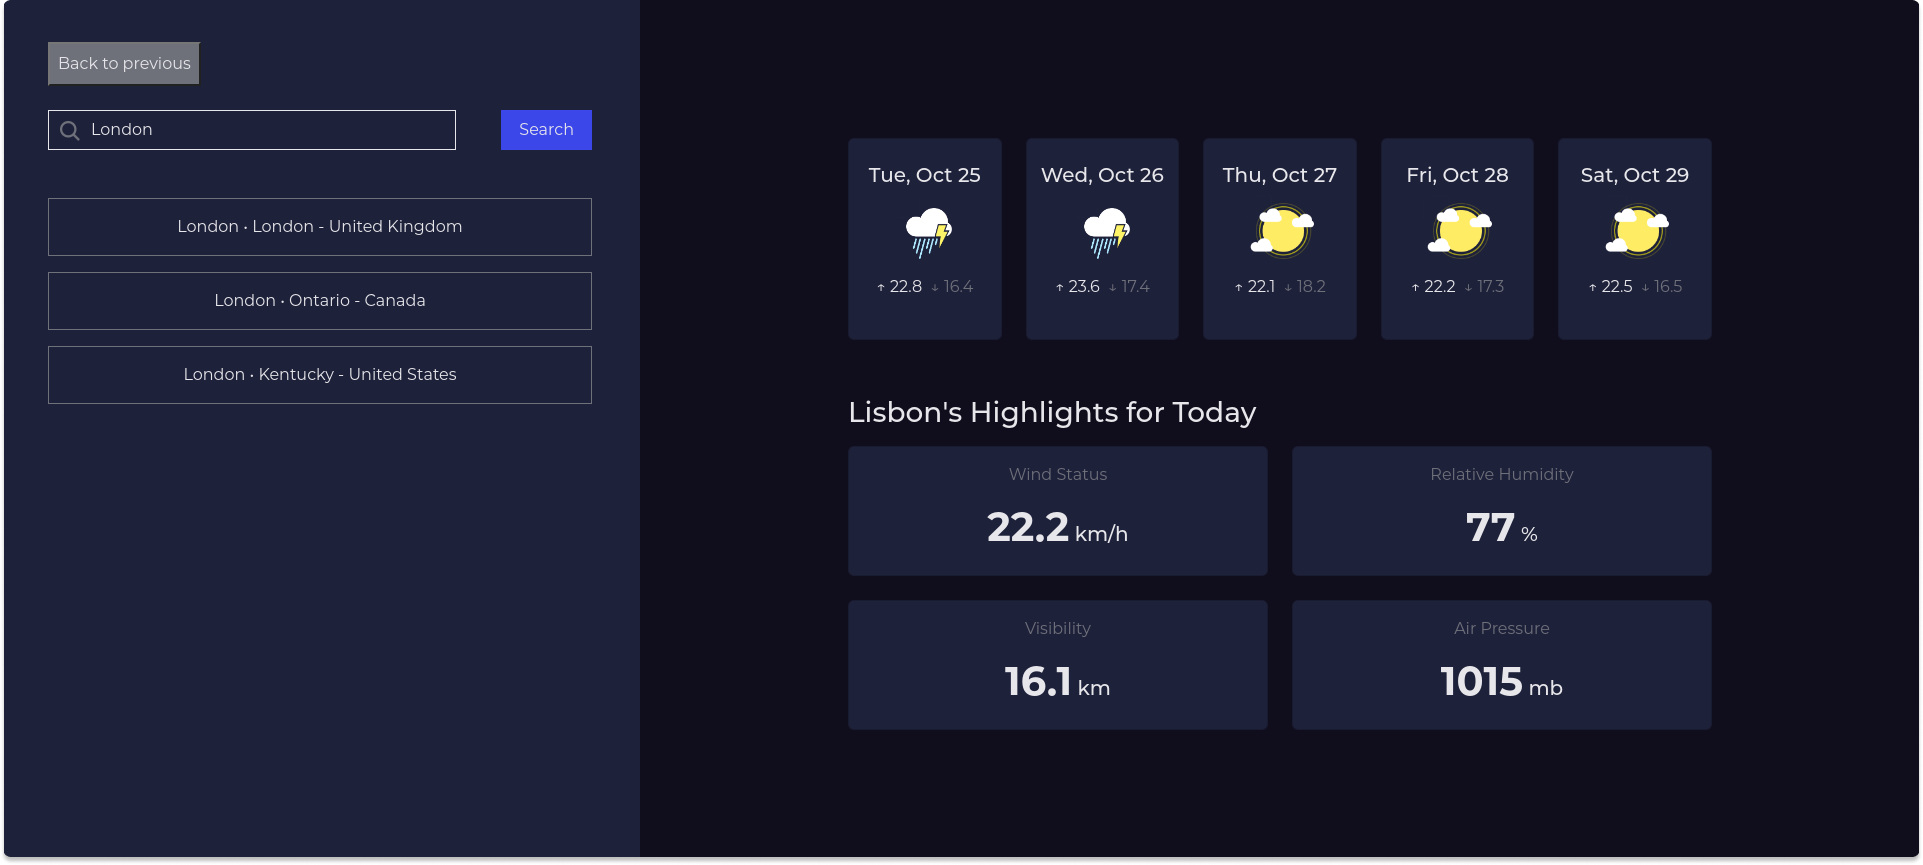 Back to previous
London
Search
London • London - United Kingdom
London • Ontario - Canada
London • Kentucky - United States
Tue, Oct 25
↑ 22.8 ↓ 16.4
Wed, Oct 26
↑ 23.6 ↓ 17.4
Thu, Oct 27
↑ 22.1 ↓ 18.2
Fri, Oct 28
↑ 22.2 ↓ 17.3
Sat, Oct 29
↑ 22.5 ↓ 16.5
Lisbon's Highlights for Today
Wind Status
22.2 km/h
Relative Humidity
77 %
Visibility
16.1 km
Air Pressure
1015 mb